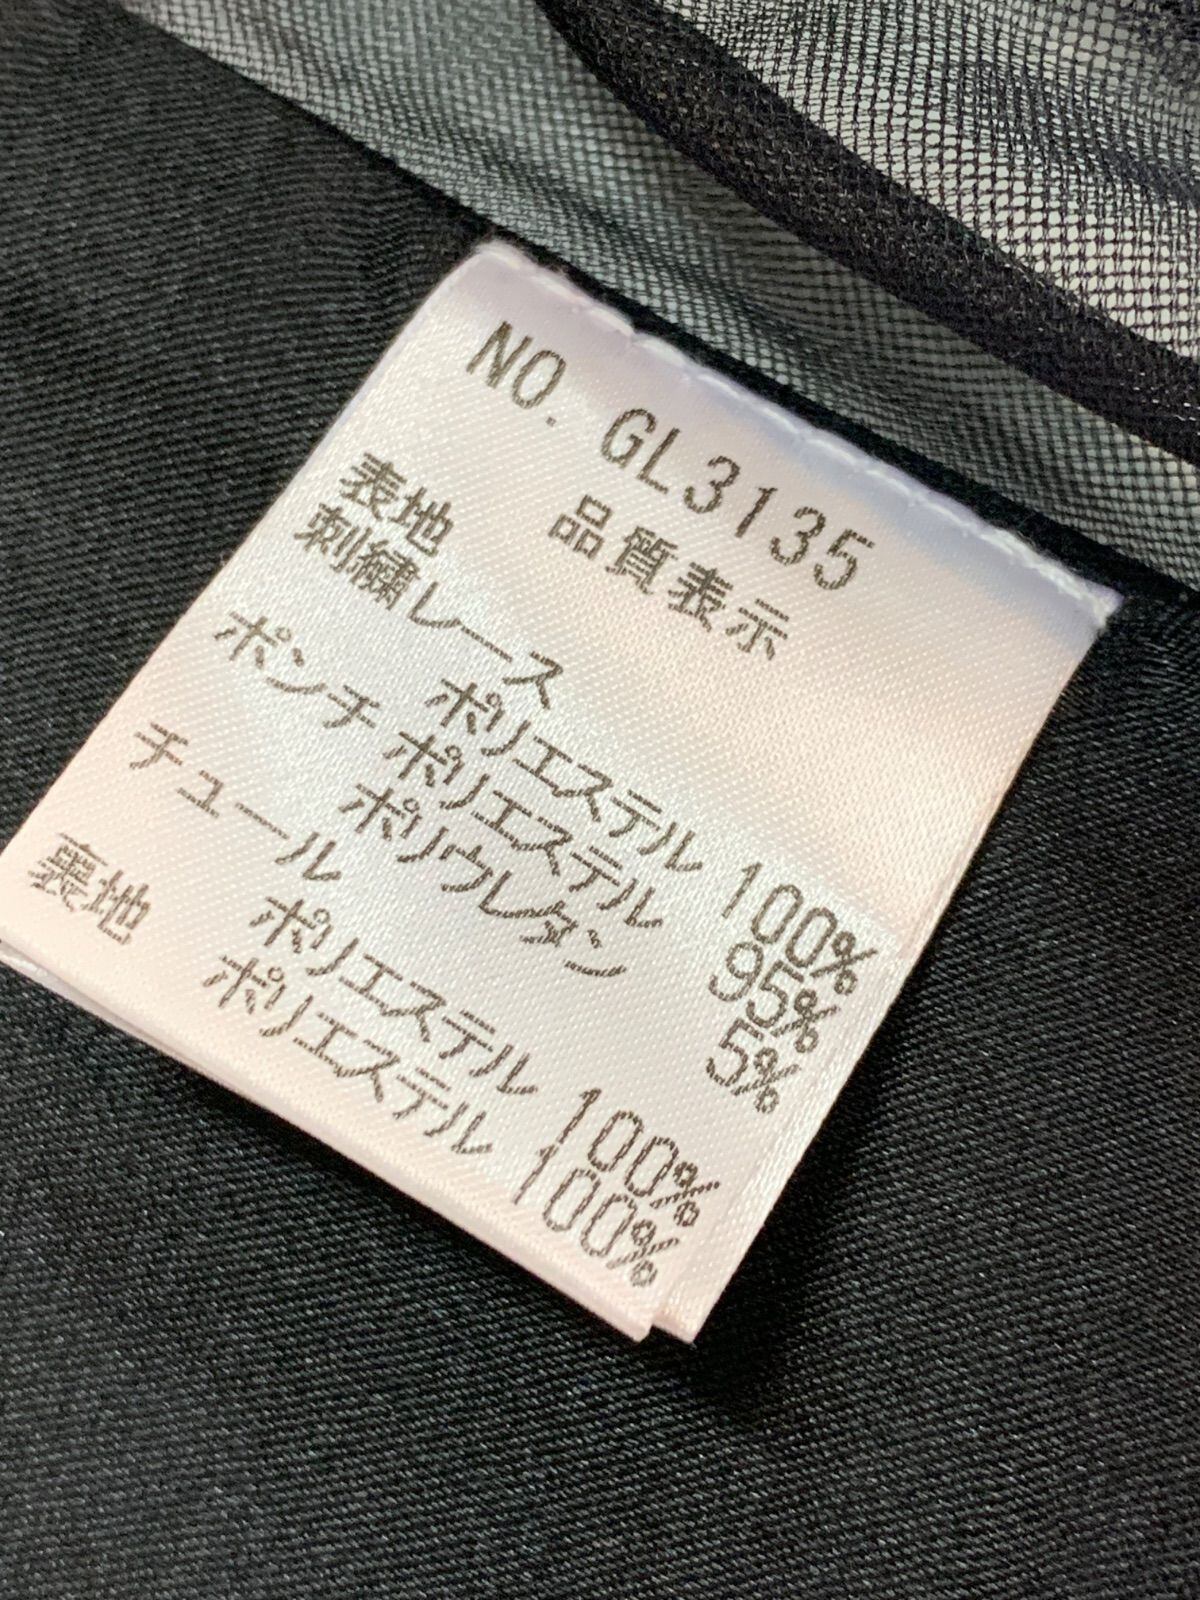 NO. GL3135
品質表示
表地
刺繍レース
ポリエステル 100%
ポンチ ポリエステル 95%
ポリウレタン 5%
チュール
ポリエステル 100%
裏地 ポリエステル 100%